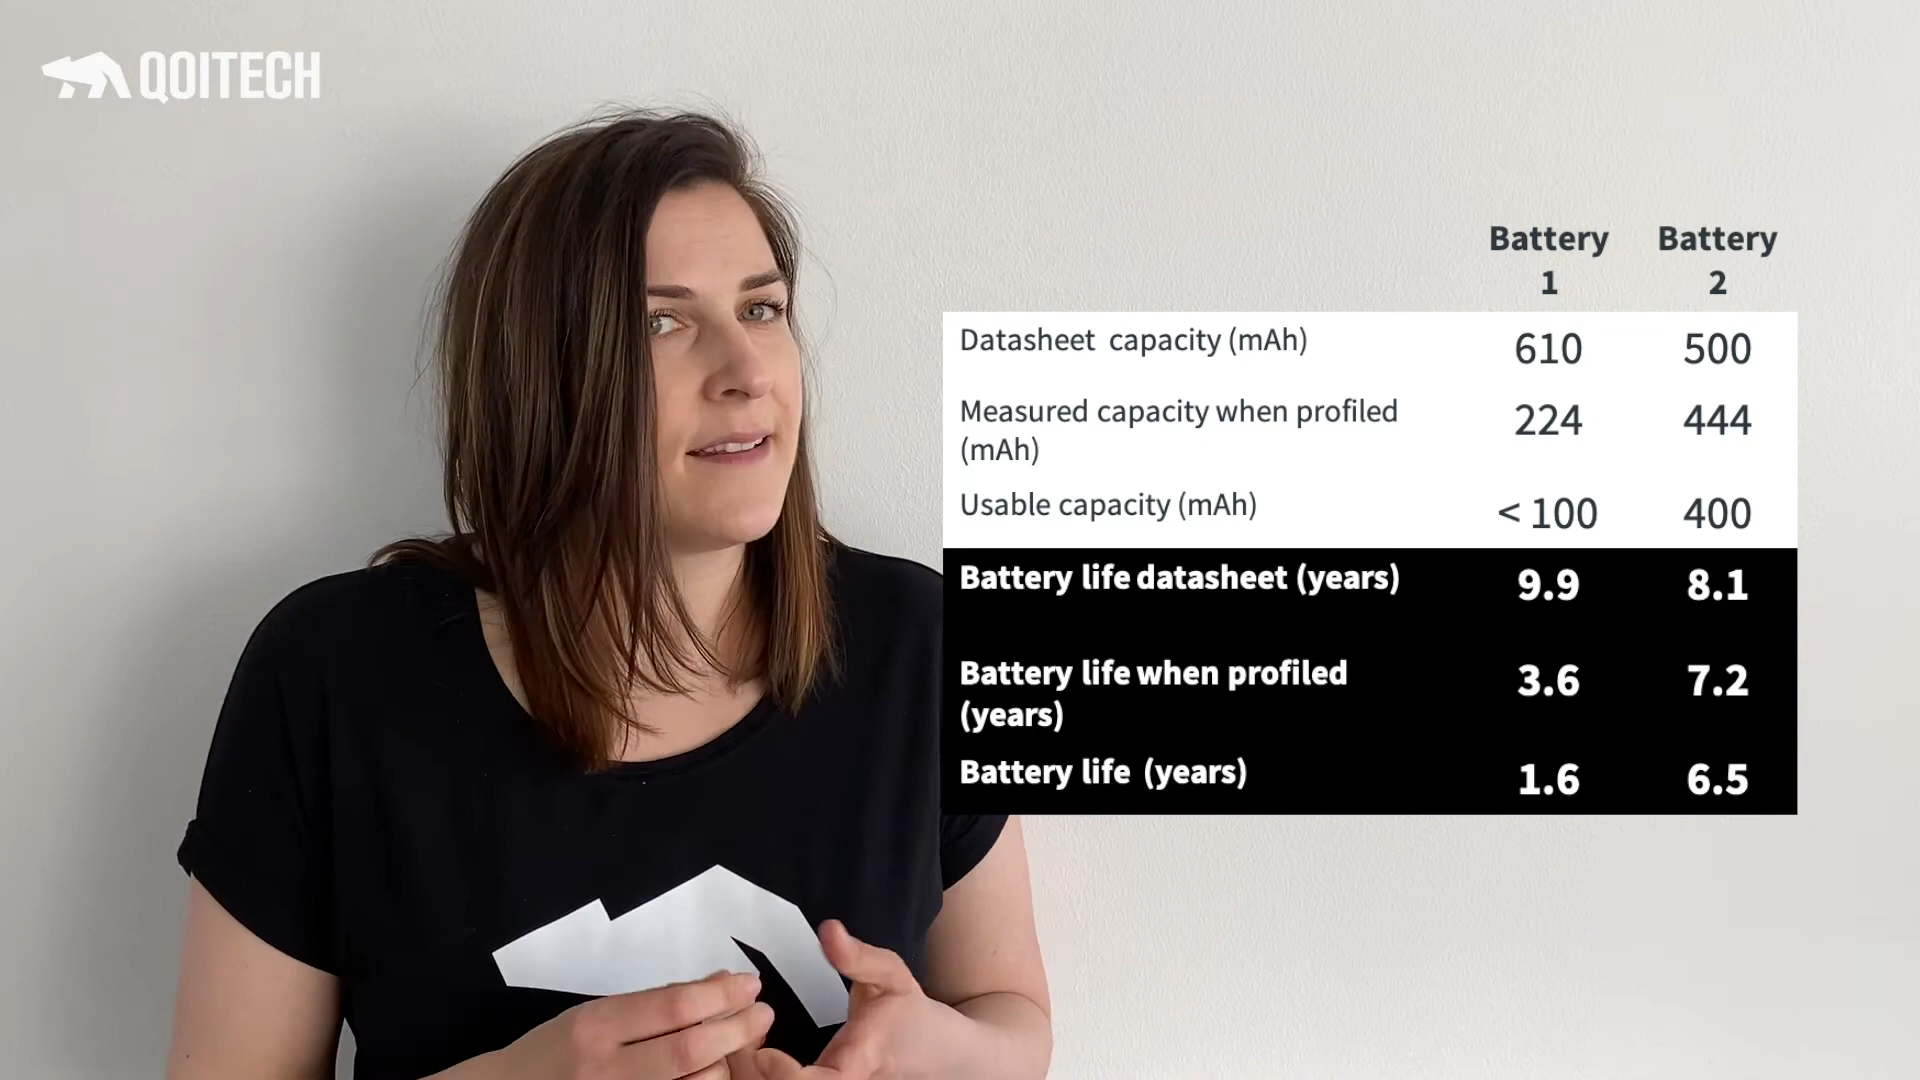 QOITECH
Battery 1
Battery 2
Datasheet capacity (mAh) 610 500
Measured capacity when profiled (mAh) 224 444
Usable capacity (mAh) < 100 400
Battery life datasheet (years) 9.9 8.1
Battery life when profiled (years) 3.6 7.2
Battery life (years) 1.6 6.5